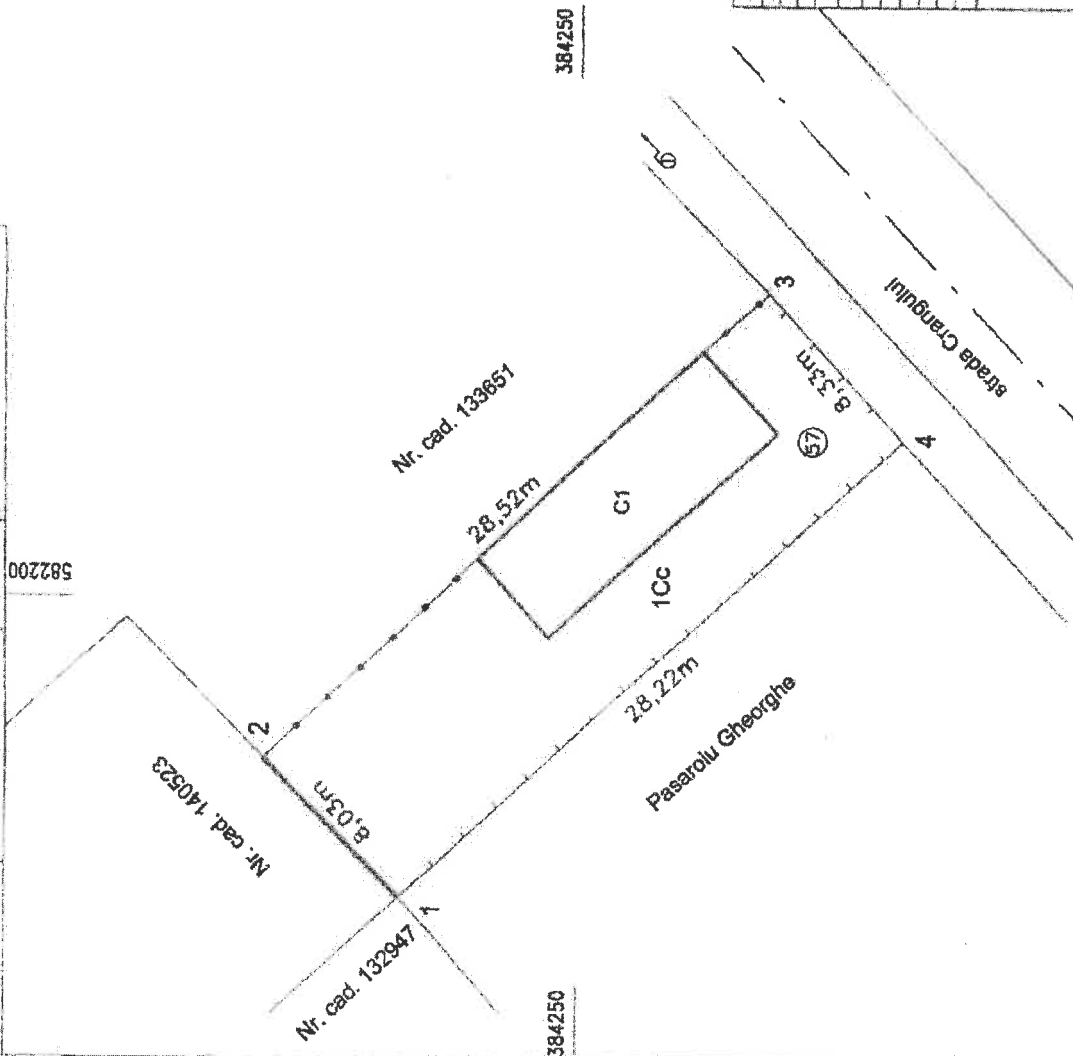 384250
582200
Nr. cad. 140523
2
8,03m
1
Nr. cad. 132947
Nr. cad. 133651
28,52m
C1
1Cc
28,22m
Pasarolu Gheorghe
57
3
8,33m
4
strada Crangului
384250